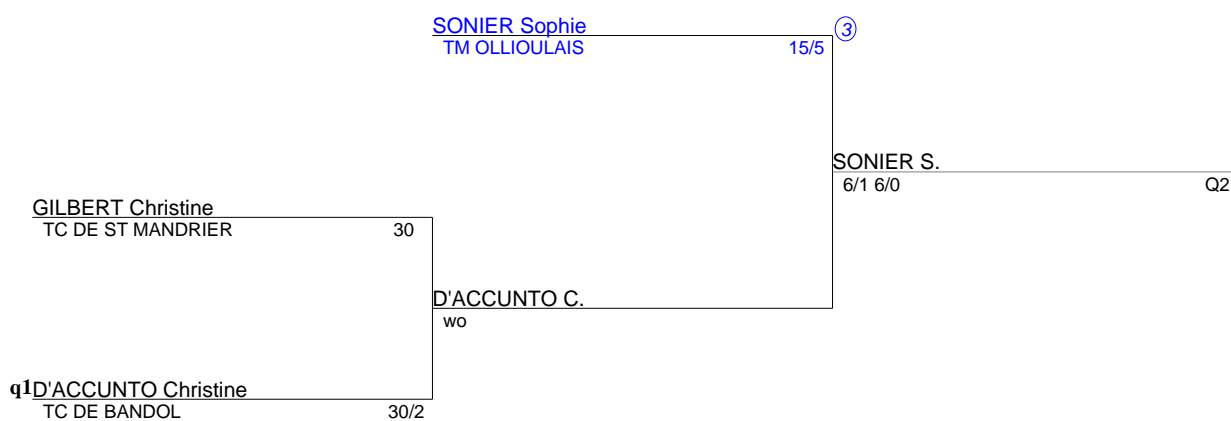 SONIER Sophie 3
TM OLLIOULAIS 15/5
SONIER S.
6/1 6/0 Q2
GILBERT Christine
TC DE ST MANDRIER 30
D'ACCUNTO C.
wo
q1 D'ACCUNTO Christine
TC DE BANDOL 30/2